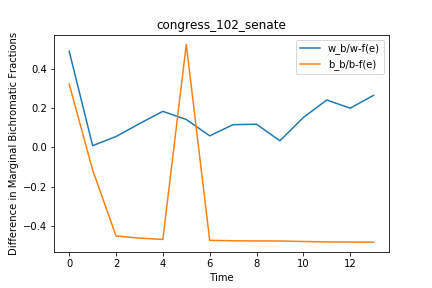 congress_102_senate
w_b/w-f(e)
b_b/b-f(e)
Difference in Marginal Bichromatic Fractions
0.4
0.2
0.0
−0.2
−0.4
0 2 4 6 8 10 12
Time